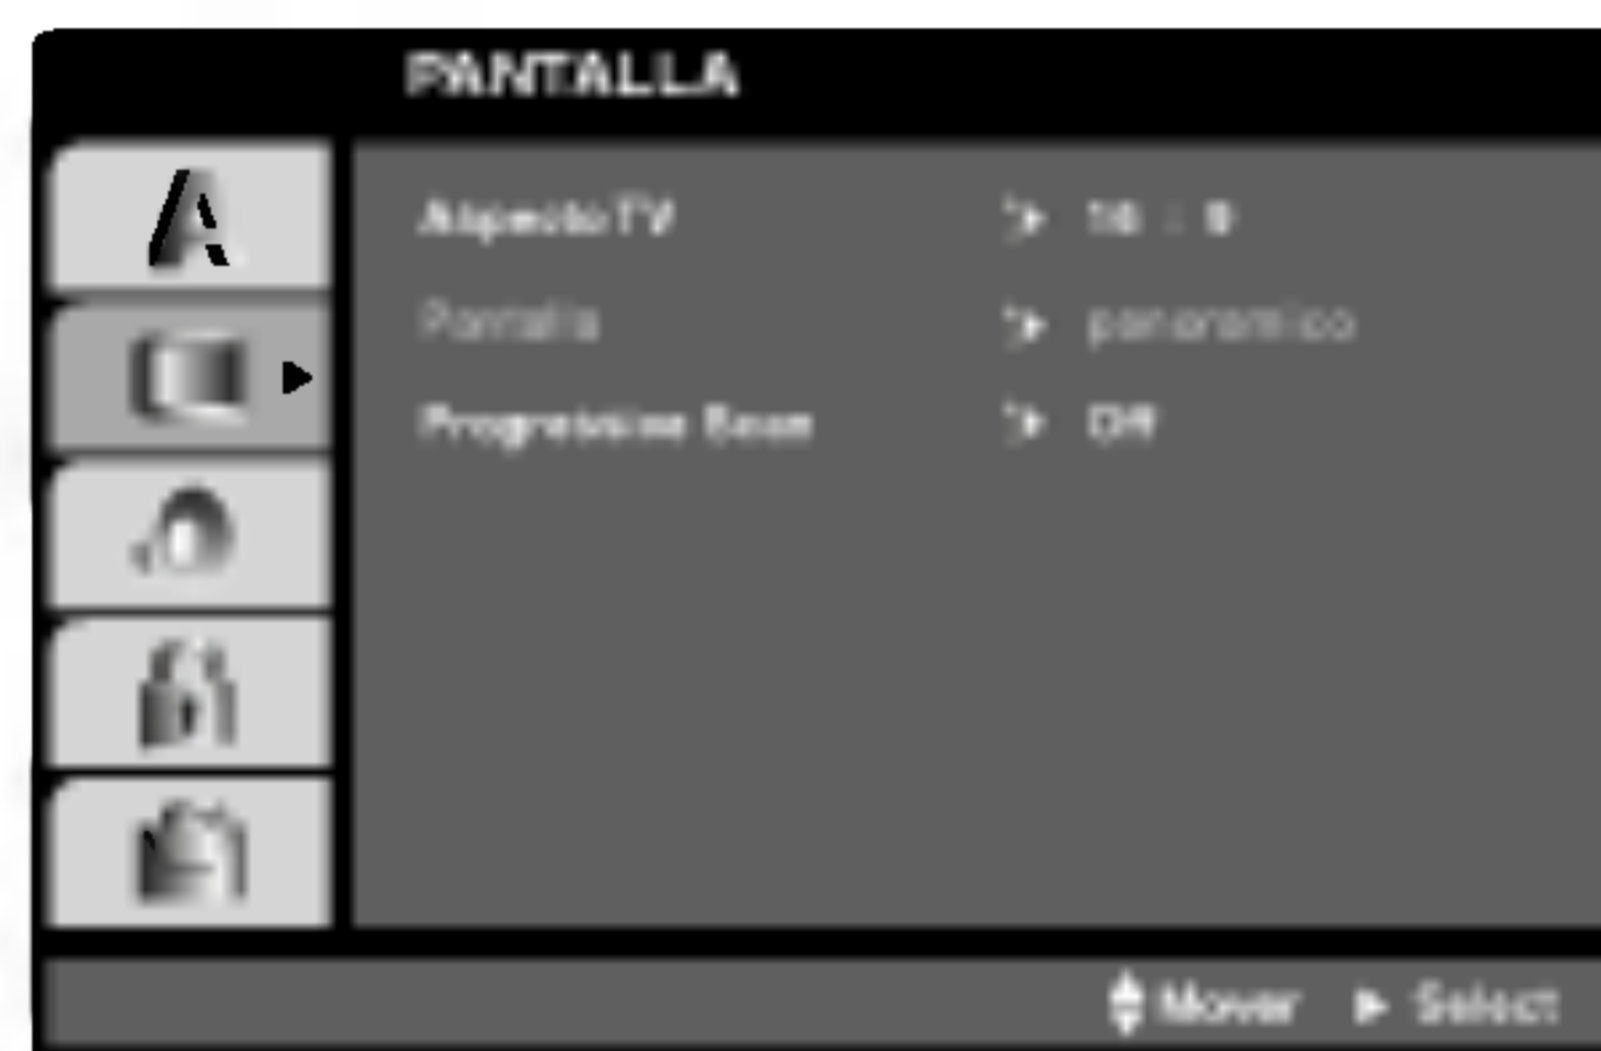 PANTALLA
Aspecto TV 16 : 9
Pantalla panoramico
Progressive Scan Off
Mover Select